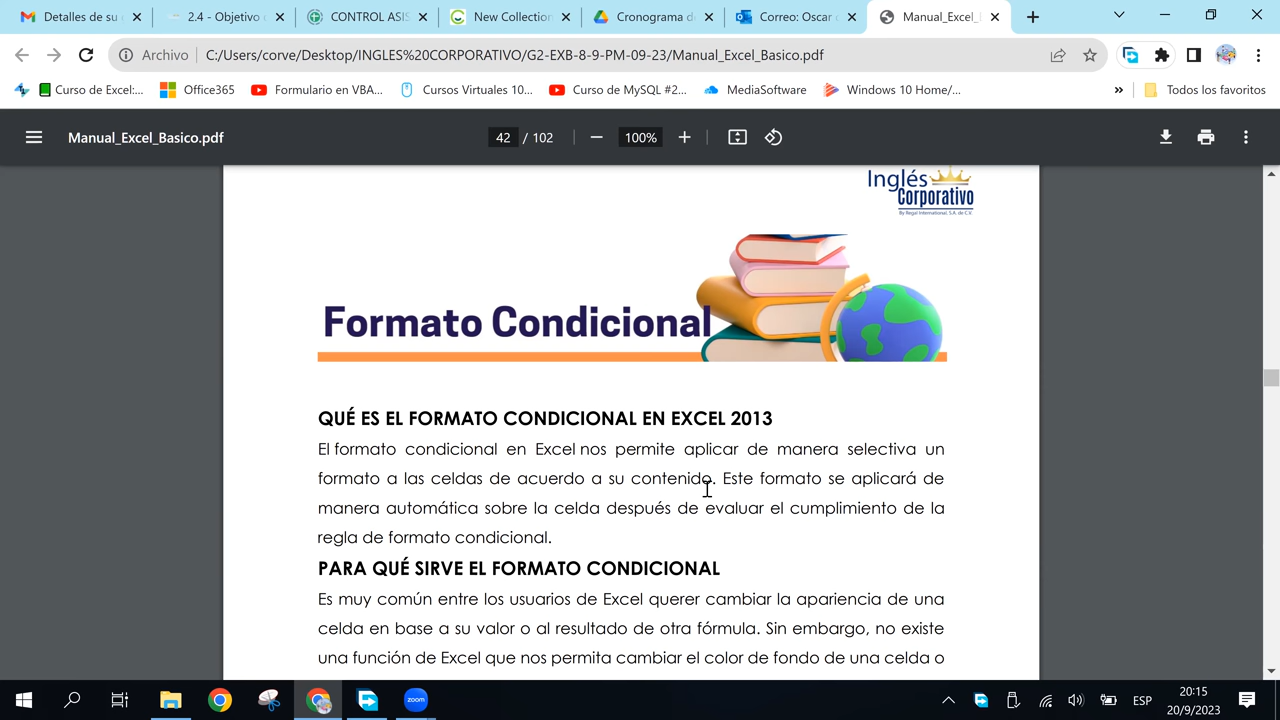 Detalles de su
2.4 - Objetivo
CONTROL ASIS
New Collection
Cronograma d
Correo: Oscar
Manual_Excel_
Archivo
C:/Users/corve/Desktop/INGLES%20CORPORATIVO/G2-EXB-8-9-PM-09-23/Manual_Excel_Basico.pdf
Curso de Excel:...
Office365
Formulario en VBA...
Cursos Virtuales 10...
Curso de MySQL #2...
MediaSoftware
Windows 10 Home/...
»
Todos los favoritos
Manual_Excel_Basico.pdf
42 / 102
100%
Inglés
Corporativo
By Regal International, S.A. de C.V.
Formato Condicional
QUÉ ES EL FORMATO CONDICIONAL EN EXCEL 2013
El formato condicional en Excel nos permite aplicar de manera selectiva un
formato a las celdas de acuerdo a su contenido. Este formato se aplicará de
manera automática sobre la celda después de evaluar el cumplimiento de la
regla de formato condicional.
PARA QUÉ SIRVE EL FORMATO CONDICIONAL
Es muy común entre los usuarios de Excel querer cambiar la apariencia de una
celda en base a su valor o al resultado de otra fórmula. Sin embargo, no existe
una función de Excel que nos permita cambiar el color de fondo de una celda o
zoom
ESP
20:15
20/9/2023